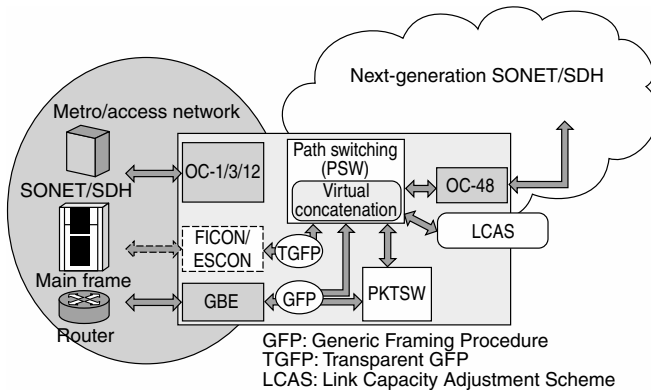 Next-generation SONET/SDH
Metro/access network
SONET/SDH
OC-1/3/12
Path switching
(PSW)
Virtual
concatenation
OC-48
LCAS
Main frame
FICON/
ESCON
TGFP
Router
GBE
GFP
PKTSW
GFP: Generic Framing Procedure
TGFP: Transparent GFP
LCAS: Link Capacity Adjustment Scheme